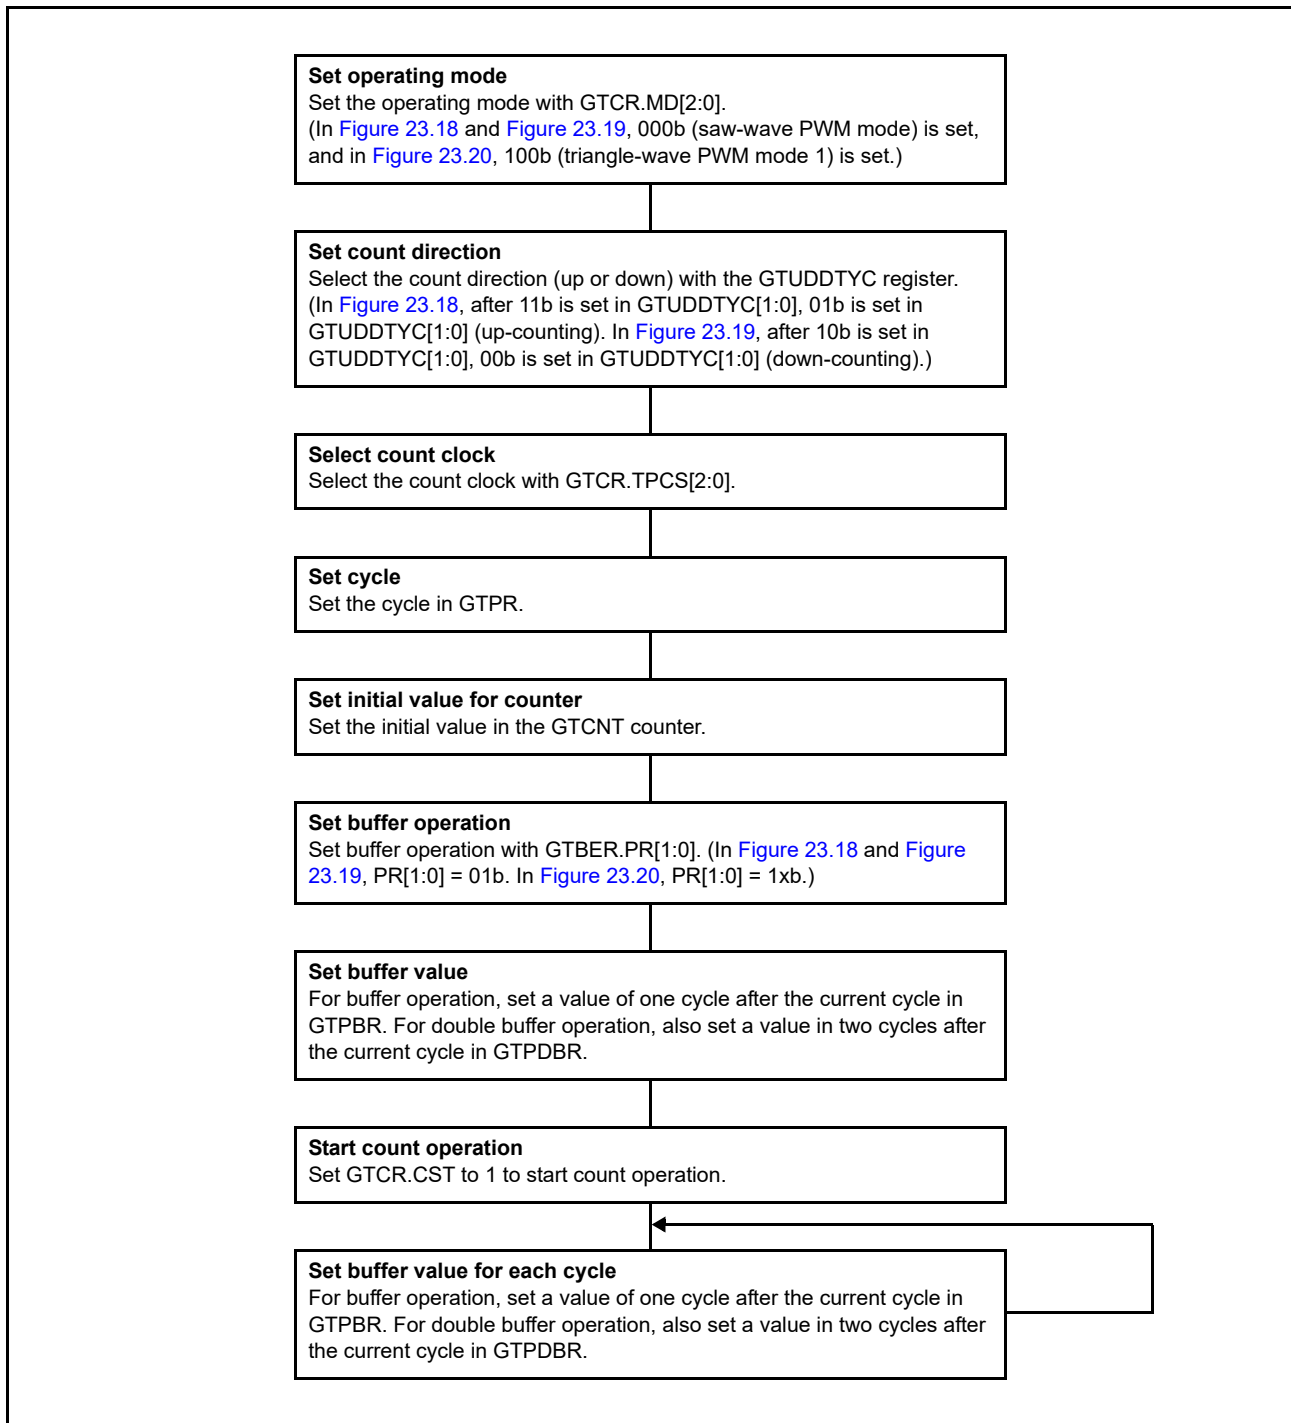 Set operating mode
Set the operating mode with GTCR.MD[2:0].
(In Figure 23.18 and Figure 23.19, 000b (saw-wave PWM mode) is set,
and in Figure 23.20, 100b (triangle-wave PWM mode 1) is set.)
Set count direction
Select the count direction (up or down) with the GTUDDTYC register.
(In Figure 23.18, after 11b is set in GTUDDTYC[1:0], 01b is set in
GTUDDTYC[1:0] (up-counting). In Figure 23.19, after 10b is set in
GTUDDTYC[1:0], 00b is set in GTUDDTYC[1:0] (down-counting).)
Select count clock
Select the count clock with GTCR.TPCS[2:0].
Set cycle
Set the cycle in GTPR.
Set initial value for counter
Set the initial value in the GTCNT counter.
Set buffer operation
Set buffer operation with GTBER.PR[1:0]. (In Figure 23.18 and Figure
23.19, PR[1:0] = 01b. In Figure 23.20, PR[1:0] = 1xb.)
Set buffer value
For buffer operation, set a value of one cycle after the current cycle in
GTPBR. For double buffer operation, also set a value in two cycles after
the current cycle in GTPDBR.
Start count operation
Set GTCR.CST to 1 to start count operation.
Set buffer value for each cycle
For buffer operation, set a value of one cycle after the current cycle in
GTPBR. For double buffer operation, also set a value in two cycles after
the current cycle in GTPDBR.